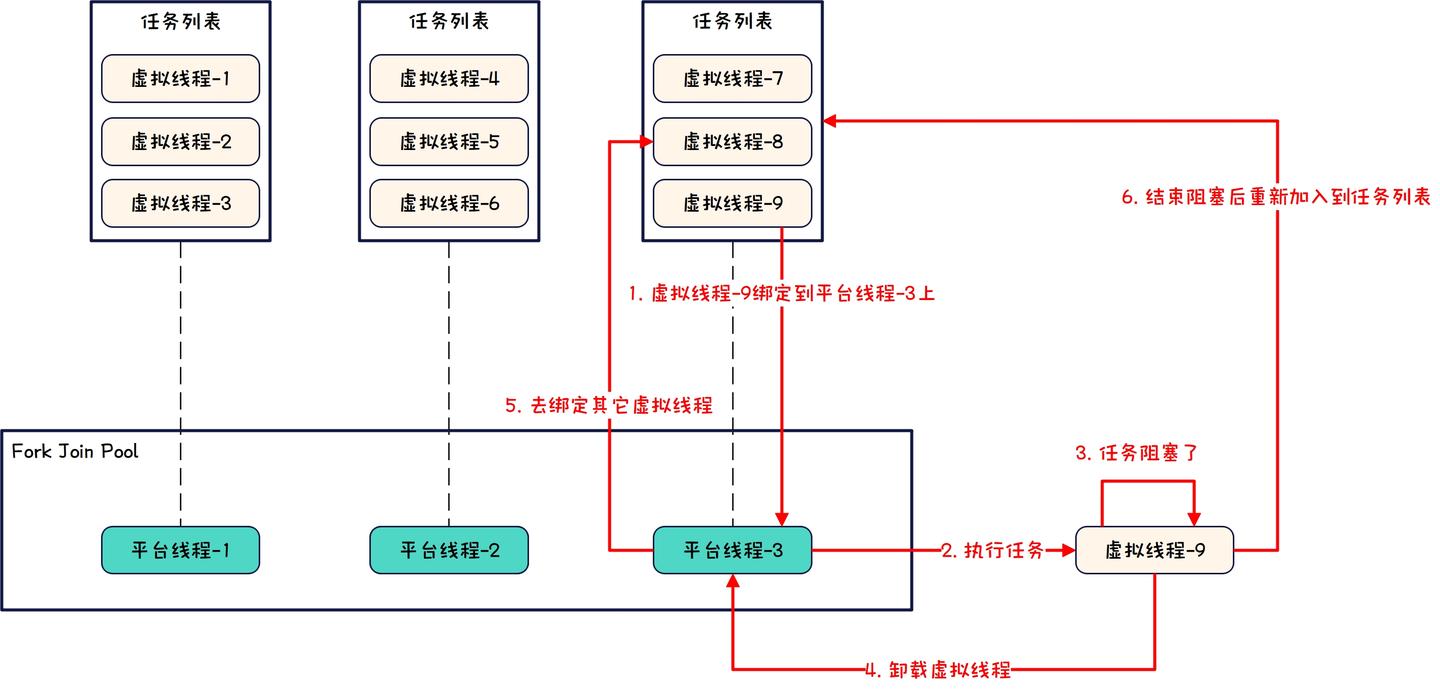 任务列表
虚拟线程-1
虚拟线程-2
虚拟线程-3
任务列表
虚拟线程-4
虚拟线程-5
虚拟线程-6
任务列表
虚拟线程-7
虚拟线程-8
虚拟线程-9
6. 结束阻塞后重新加入到任务列表
1. 虚拟线程-9绑定到平台线程-3上
5. 去绑定其它虚拟线程
Fork Join Pool
3. 任务阻塞了
平台线程-1
平台线程-2
平台线程-3
2. 执行任务
虚拟线程-9
4. 卸载虚拟线程